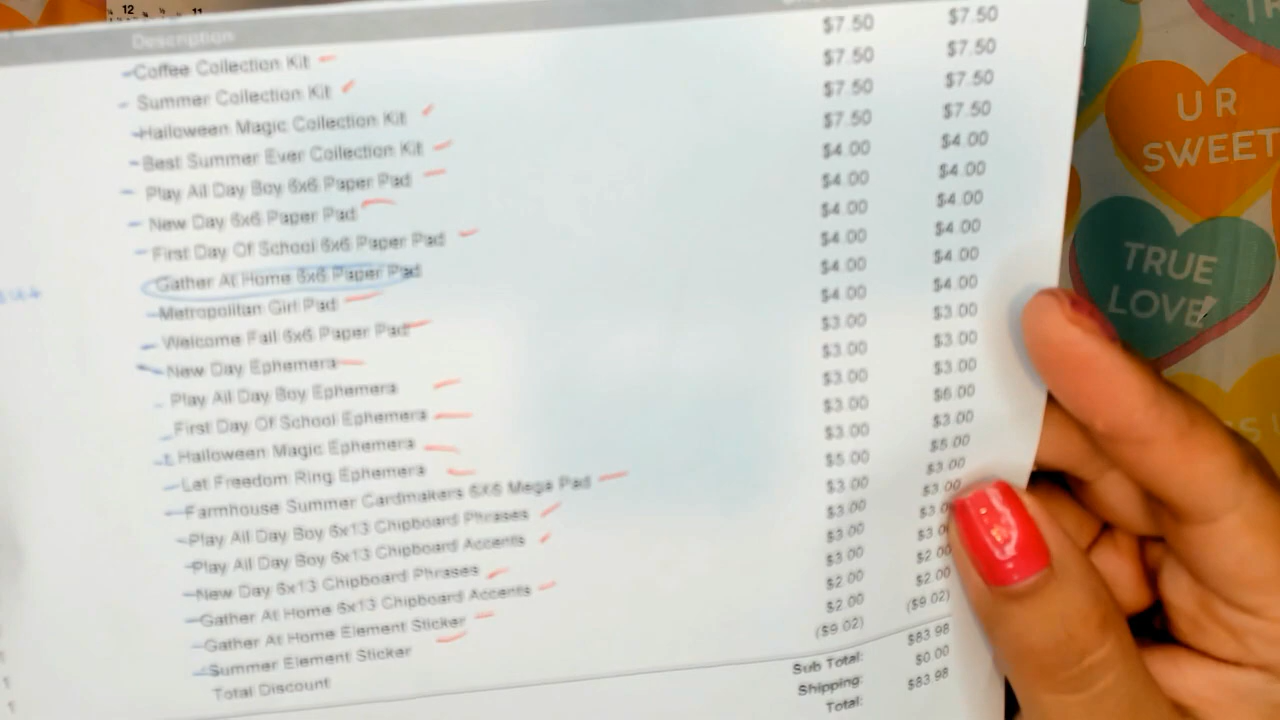 12 11
Description
Coffee Collection Kit $7.50 $7.50
Summer Collection Kit $7.50 $7.50
Halloween Magic Collection Kit $7.50 $7.50
Best Summer Ever Collection Kit $7.50 $7.50
Play All Day Boy 6x6 Paper Pad $4.00 $4.00
New Day 6x6 Paper Pad $4.00 $4.00
First Day Of School 6x6 Paper Pad $4.00 $4.00
Gather At Home 6x6 Paper Pad $4.00 $4.00
Metropolitan Girl Pad $4.00 $4.00
Welcome Fall 6x6 Paper Pad $4.00 $4.00
New Day Ephemera $3.00 $3.00
Play All Day Boy Ephemera $3.00 $3.00
First Day Of School Ephemera $3.00 $3.00
Halloween Magic Ephemera $3.00 $6.00
Let Freedom Ring Ephemera $3.00 $3.00
Farmhouse Summer Cardmakers 6X6 Mega Pad $5.00 $5.00
Play All Day Boy 6x13 Chipboard Phrases $3.00 $3.00
Play All Day Boy 6x13 Chipboard Accents $3.00 $3.00
New Day 6x13 Chipboard Phrases $3.00
Gather At Home 6x13 Chipboard Accents $3.00
Gather At Home Element Sticker $2.00 $2.00
Summer Element Sticker $2.00 $2.00
Total Discount ($9.02) ($9.02)
Sub Total: $83.98
Shipping: $0.00
Total: $83.98
1
1
U R
SWEET
TRUE
LOVE